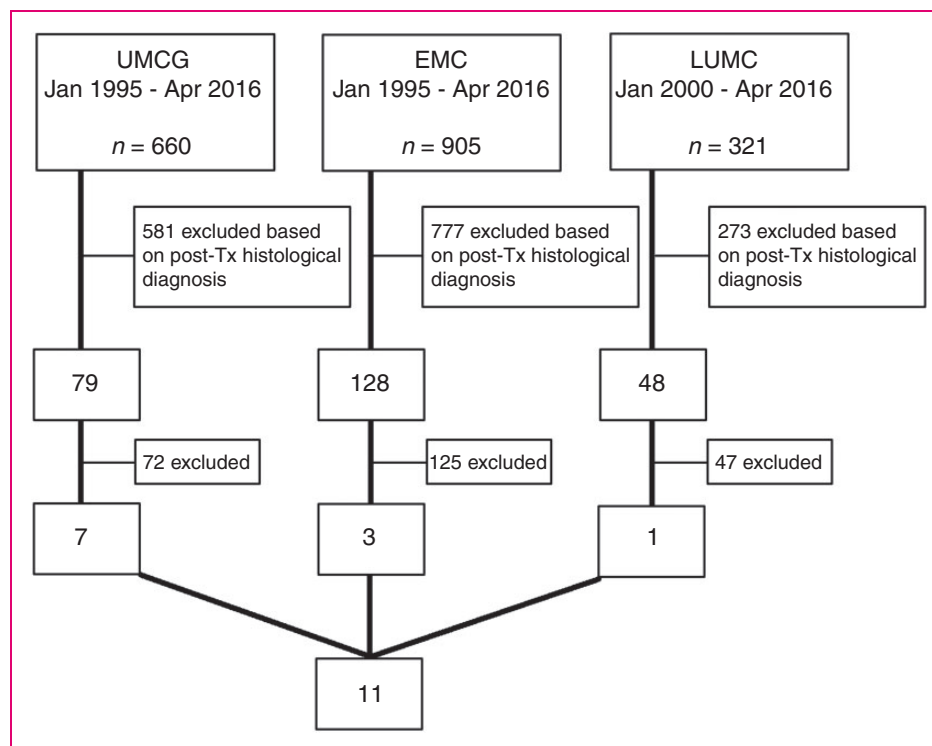 UMCG
Jan 1995 - Apr 2016
n = 660
EMC
Jan 1995 - Apr 2016
n = 905
LUMC
Jan 2000 - Apr 2016
n = 321
581 excluded based
on post-Tx histological
diagnosis
777 excluded based
on post-Tx histological
diagnosis
273 excluded based
on post-Tx histological
diagnosis
79
128
48
72 excluded
125 excluded
47 excluded
7
3
1
11